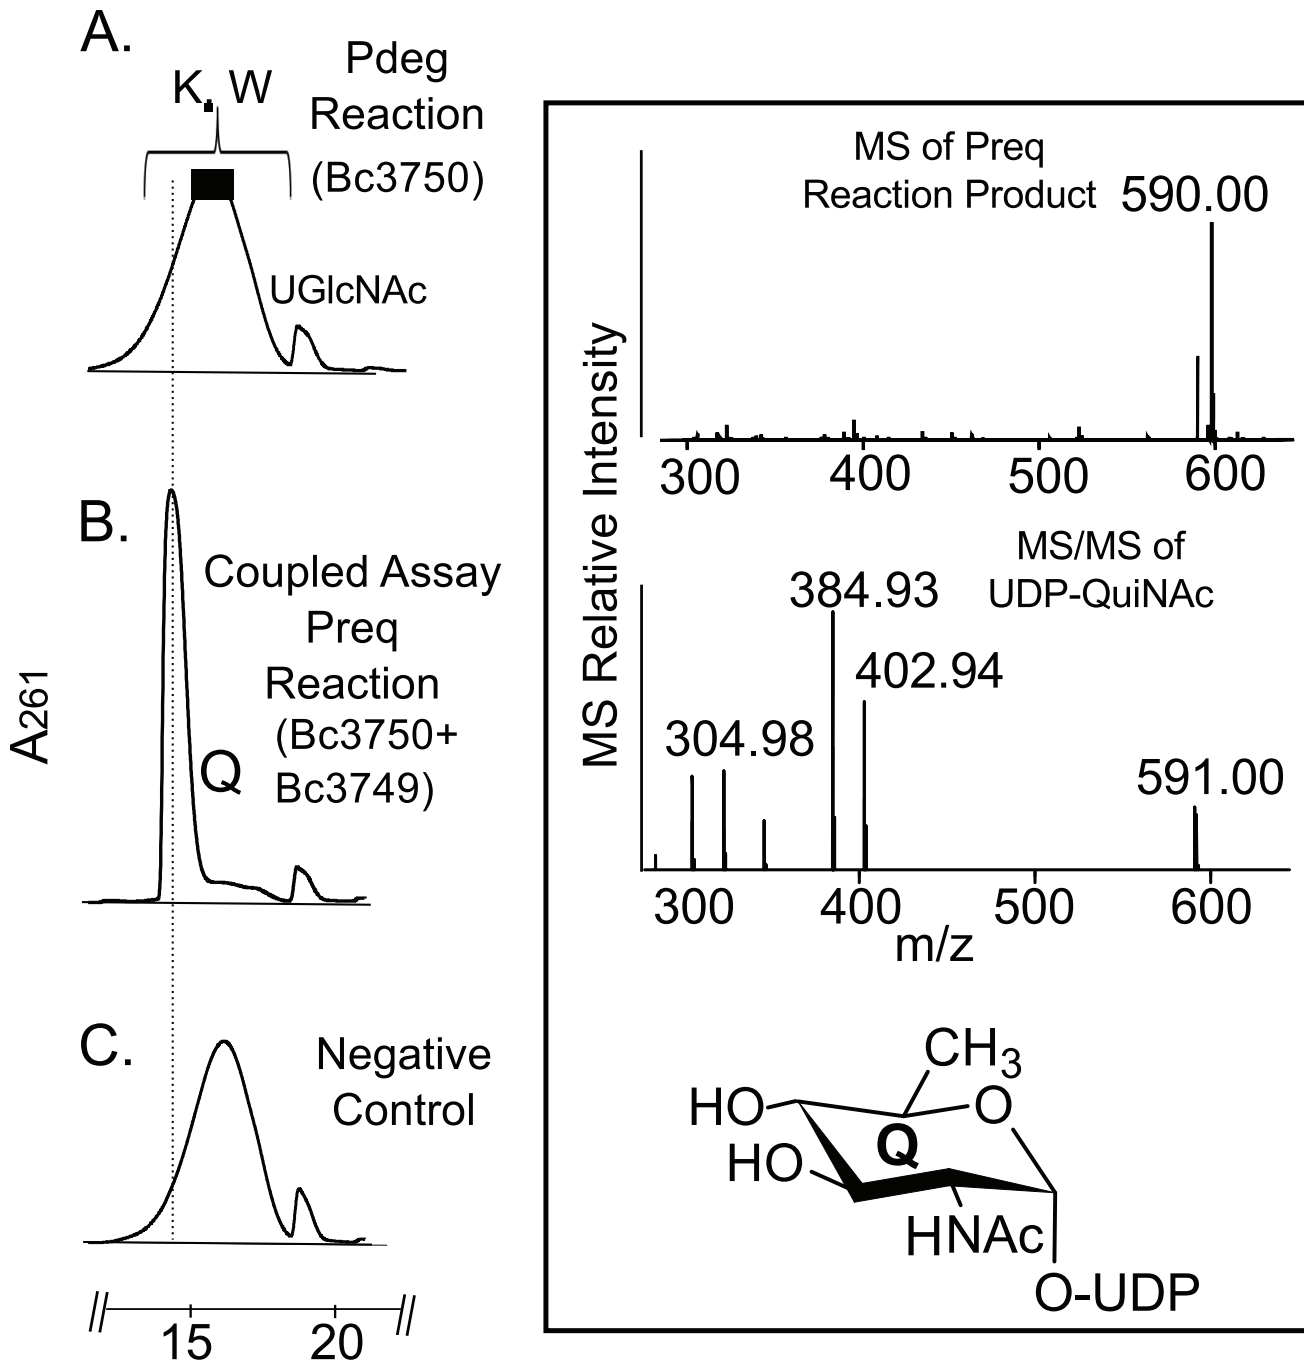 A.
K, W
Pdeg
Reaction
(Bc3750)
UGlcNAc
B.
Coupled Assay
Preq
Reaction
(Bc3750+
Bc3749)
Q
A261
C.
Negative
Control
15 20
MS of Preq
Reaction Product
590.00
300 400 500 600
MS Relative Intensity
MS/MS of
UDP-QuiNAc
384.93
402.94
304.98
591.00
300 400 500 600
m/z
CH3
HO
O
Q
HO
HNAc
O-UDP